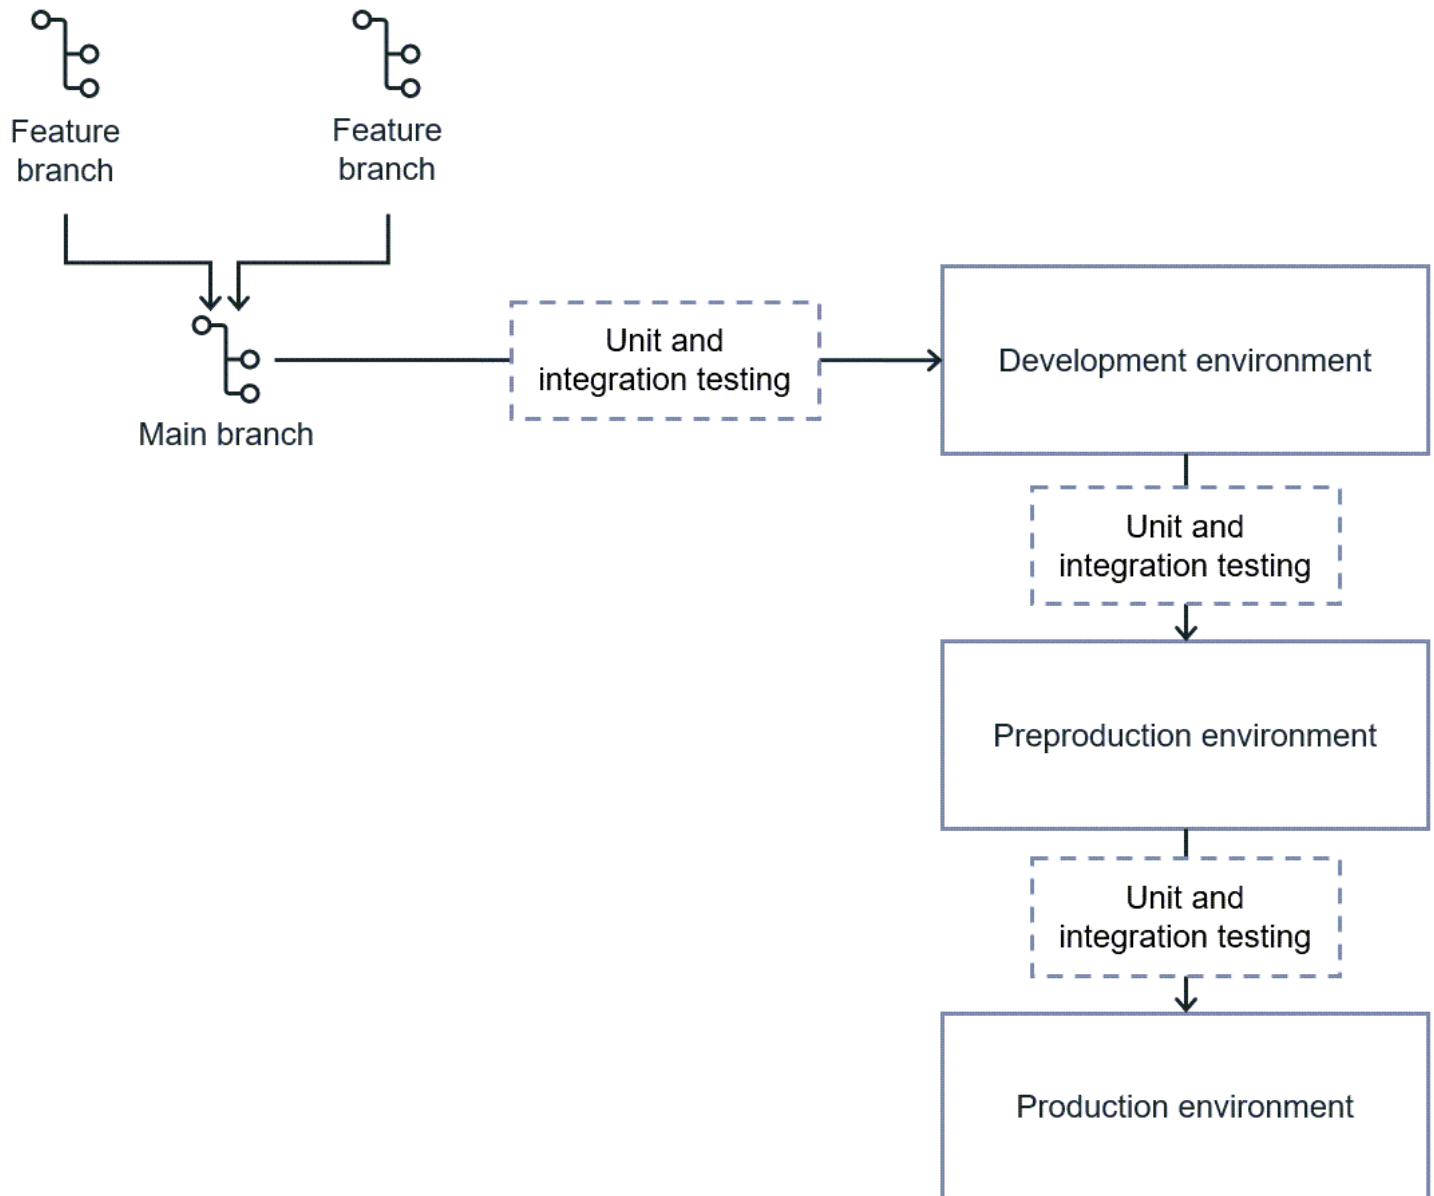 Feature
branch
Feature
branch
Unit and
integration testing
Development environment
Main branch
Unit and
integration testing
Preproduction environment
Unit and
integration testing
Production environment